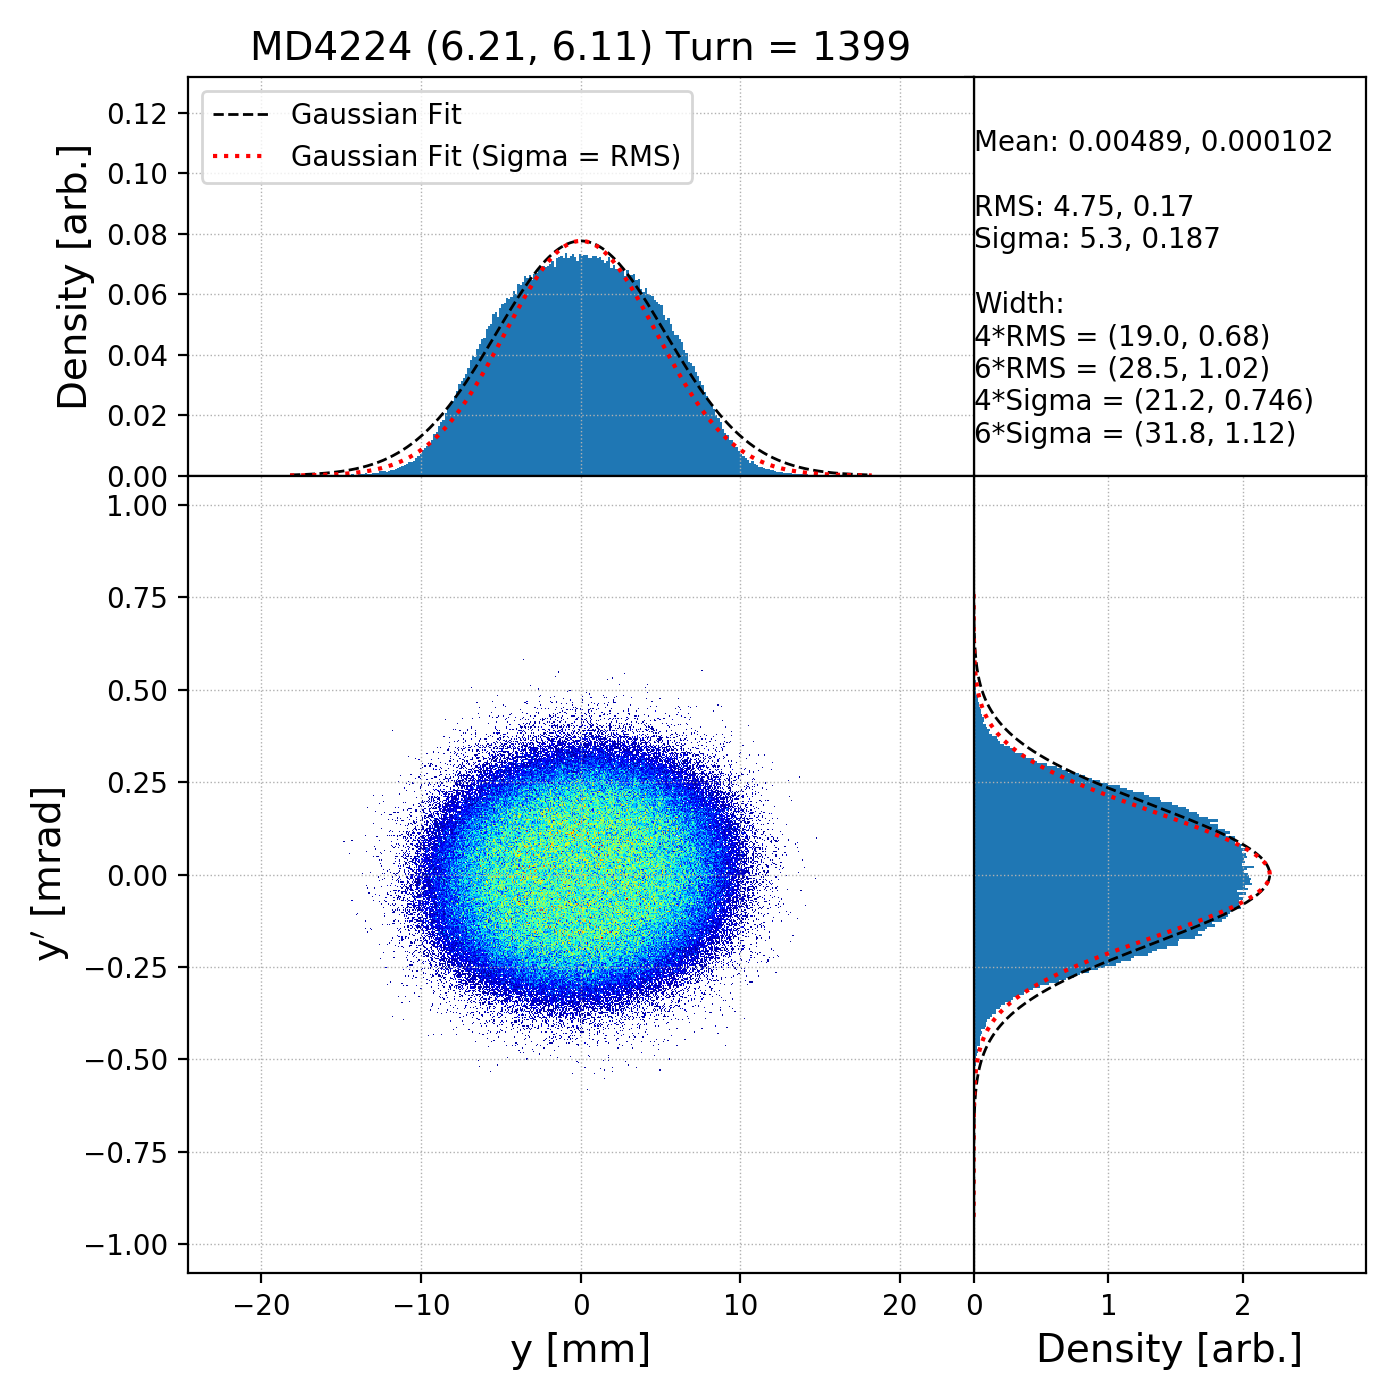 MD4224 (6.21, 6.11) Turn = 1399
Gaussian Fit
Gaussian Fit (Sigma = RMS)
Density [arb.]
0.12
0.10
0.08
0.06
0.04
0.02
0.00
Mean: 0.00489, 0.000102
RMS: 4.75, 0.17
Sigma: 5.3, 0.187
Width:
4*RMS = (19.0, 0.68)
6*RMS = (28.5, 1.02)
4*Sigma = (21.2, 0.746)
6*Sigma = (31.8, 1.12)
y′ [mrad]
1.00
0.75
0.50
0.25
0.00
−0.25
−0.50
−0.75
−1.00
−20 −10 0 10 20
y [mm]
0 1 2
Density [arb.]